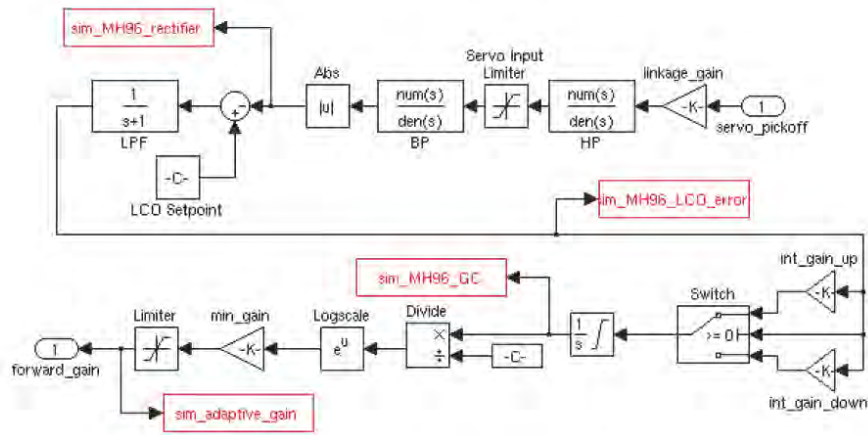 sim_MH96_rectifier
Abs
Servo Input
Limiter
linkage_gain
1
s+1
LPF
+
-
|u|
num(s)
den(s)
BP
num(s)
den(s)
HP
-K-
1
servo_pickoff
-C-
LCO Setpoint
im_MH96_LCO_error
sim_MH96_GC
int_gain_up
-K-
Switch
>= 0
Limiter
min_gain
Logscale
Divide
1
s
1
forward_gain
-K-
e^u
×
÷
-C-
-K-
int_gain_down
sim_adaptive_gain